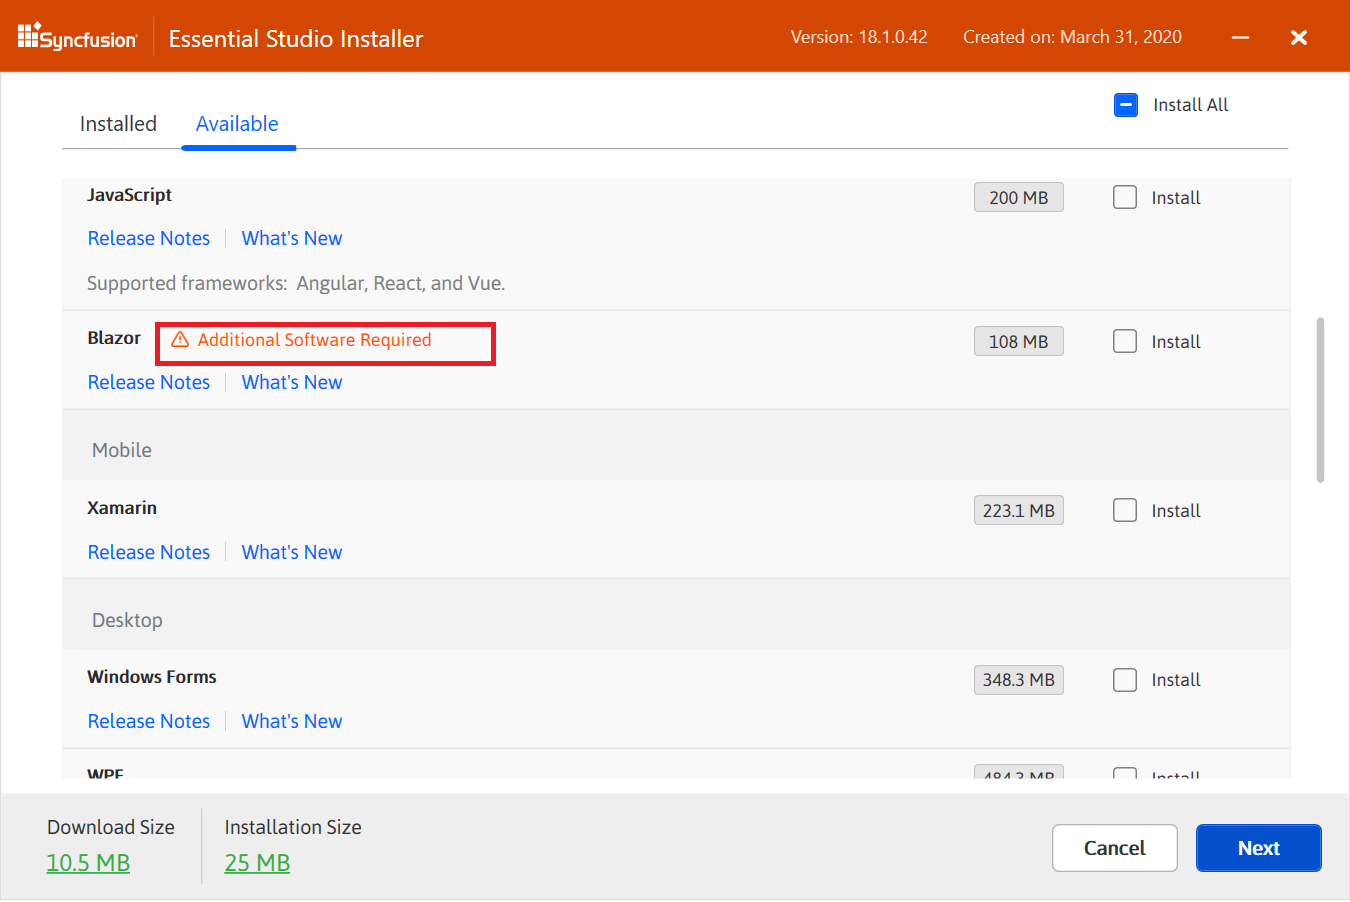 Syncfusion
Essential Studio Installer
Version: 18.1.0.42
Created on: March 31, 2020
Installed
Available
Install All
JavaScript
200 MB
Install
Release Notes
What's New
Supported frameworks: Angular, React, and Vue.
Blazor
Additional Software Required
108 MB
Install
Release Notes
What's New
Mobile
Xamarin
223.1 MB
Install
Release Notes
What's New
Desktop
Windows Forms
348.3 MB
Install
Release Notes
What's New
WPF
484.3 MB
Install
Download Size
Installation Size
10.5 MB
25 MB
Cancel
Next